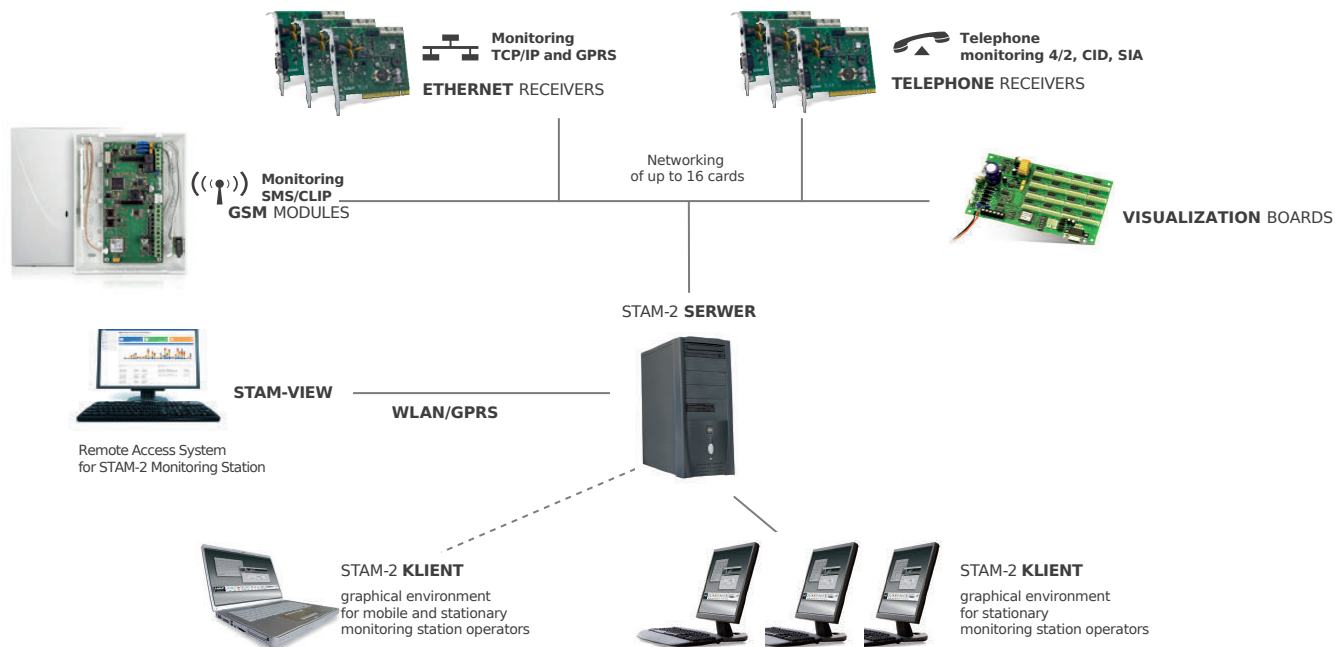 Monitoring
TCP/IP and GPRS
ETHERNET RECEIVERS
Telephone
monitoring 4/2, CID, SIA
TELEPHONE RECEIVERS
Networking
of up to 16 cards
Monitoring
SMS/CLIP
GSM MODULES
VISUALIZATION BOARDS
STAM-2 SERWER
STAM-VIEW
WLAN/GPRS
Remote Access System
for STAM-2 Monitoring Station
STAM-2 KLIENT
graphical environment
for mobile and stationary
monitoring station operators
STAM-2 KLIENT
graphical environment
for stationary
monitoring station operators